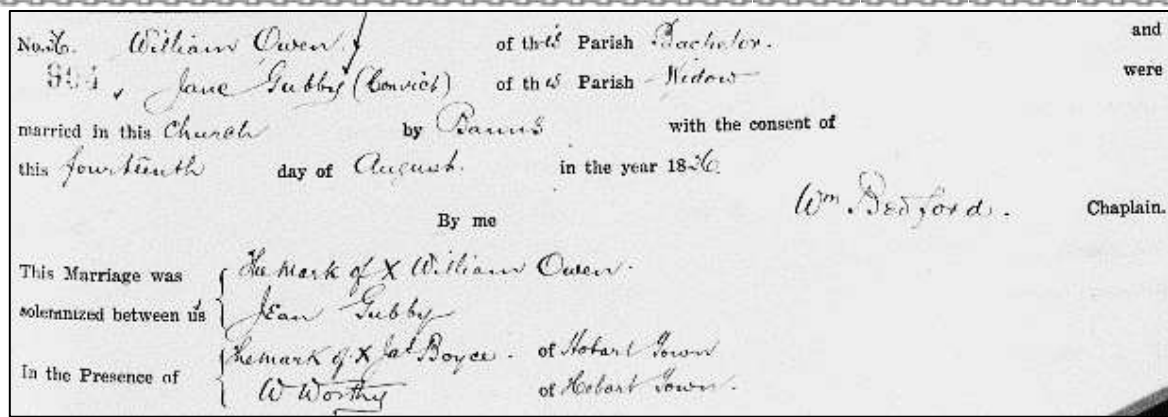 No. 36. William Owen. of this Parish Bachelor. and
894, Jane Gubby (Convict) of this Parish Widow were
married in this Church by Banns with the consent of
this fourteenth day of August. in the year 1826.
Wm Bedford. Chaplain.
By me
This Marriage was solemnized between us { The Mark of X William Owen.
Jean Gubby
In the Presence of { The mark of X Jas Boyce. of Hobart Town
W Worthy of Hobart Town.